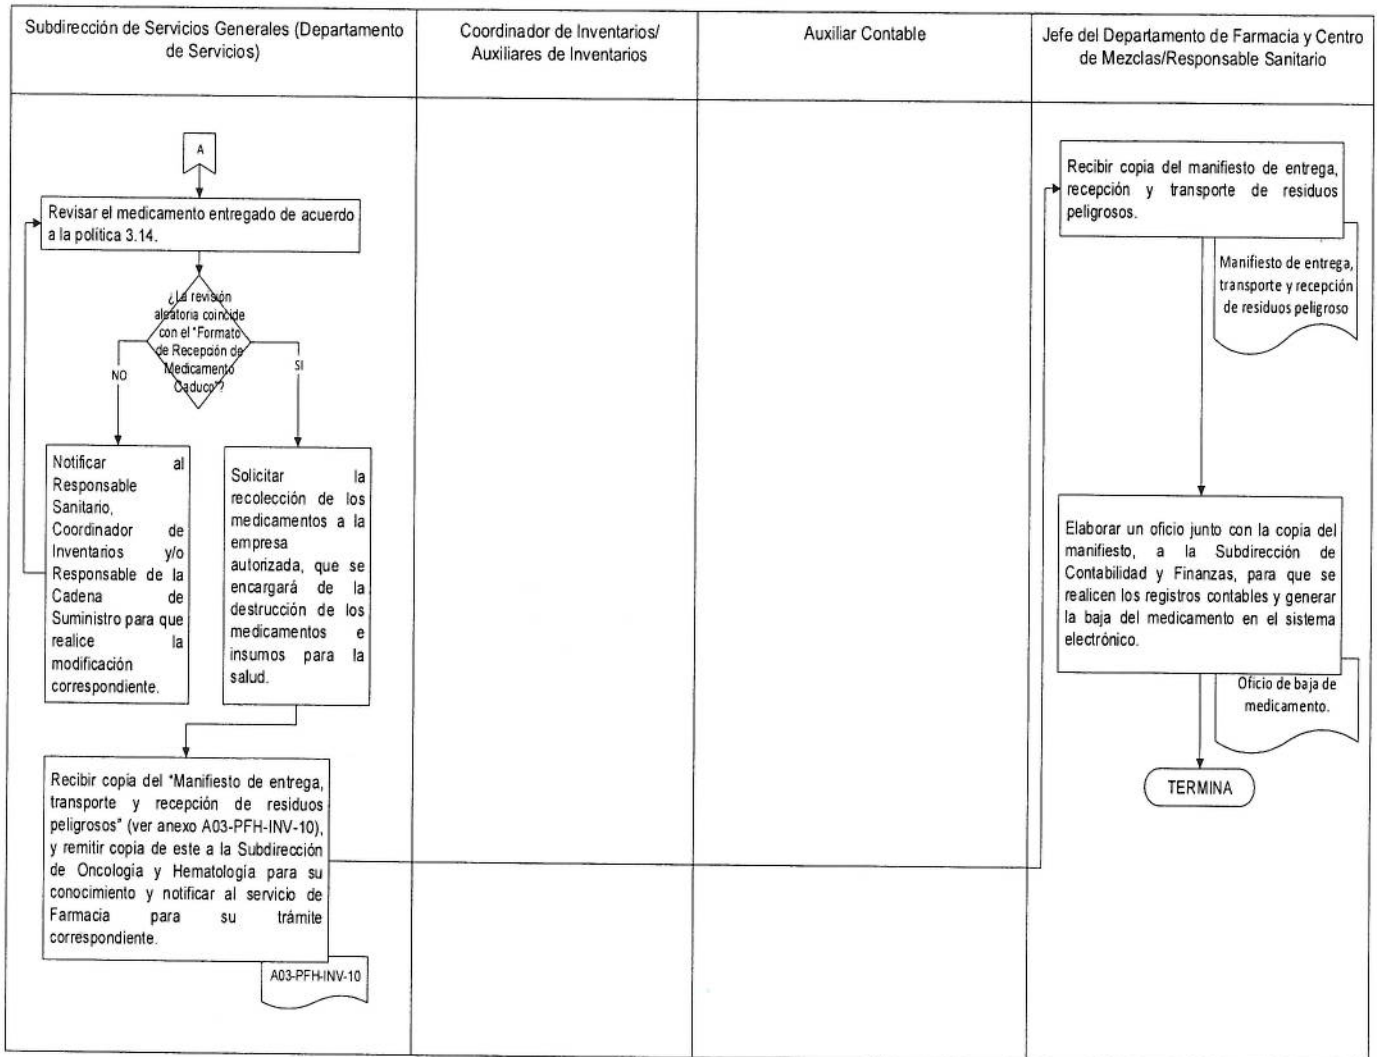 Subdirección de Servicios Generales (Departamento
de Servicios)
Coordinador de Inventarios/
Auxiliares de Inventarios
Auxiliar Contable
Jefe del Departamento de Farmacia y Centro
de Mezclas/Responsable Sanitario
A
Revisar el medicamento entregado de acuerdo
a la política 3.14.
¿La revisión
aleatoria coincide
con el "Formato
de Recepción de
Medicamento
Caduco"?
NO
SI
Notificar al
Responsable
Sanitario,
Coordinador de
Inventarios y/o
Responsable de la
Cadena de
Suministro para que
realice la
modificación
correspondiente.
Solicitar la
recolección de los
medicamentos a la
empresa
autorizada, que se
encargará de la
destrucción de los
medicamentos e
insumos para la
salud.
Recibir copia del "Manifiesto de entrega,
transporte y recepción de residuos
peligrosos" (ver anexo A03-PFH-INV-10),
y remitir copia de este a la Subdirección
de Oncología y Hematología para su
conocimiento y notificar al servicio de
Farmacia para su trámite
correspondiente.
A03-PFH-INV-10
Recibir copia del manifiesto de entrega,
recepción y transporte de residuos
peligrosos.
Manifiesto de entrega,
transporte y recepción
de residuos peligroso
Elaborar un oficio junto con la copia del
manifiesto, a la Subdirección de
Contabilidad y Finanzas, para que se
realicen los registros contables y generar
la baja del medicamento en el sistema
electrónico.
Oficio de baja de
medicamento.
TERMINA